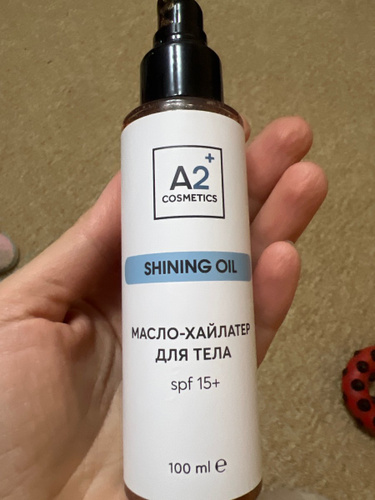 A2+
COSMETICS
SHINING OIL
МАСЛО-ХАЙЛАТЕР
ДЛЯ ТЕЛА
spf 15+
100 ml ℮